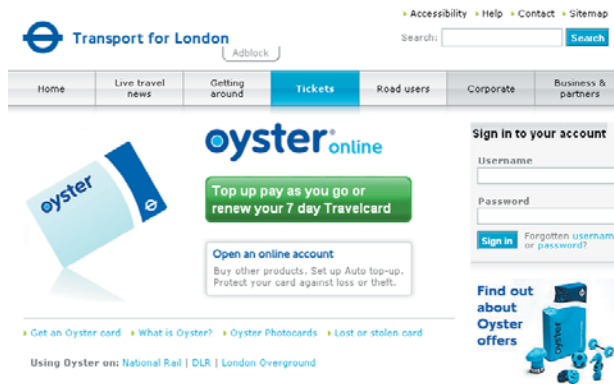 Accessibility Help Contact Sitemap
Transport for London
Search: Search
Adblock
Home
Live travel
news
Getting
around
Tickets
Road users
Corporate
Business &
partners
oyster
oyster online
Top up pay as you go or
renew your 7 day Travelcard
Open an online account
Buy other products. Set up Auto top-up.
Protect your card against loss or theft.
Sign in to your account
Username
Password
Sign in
Forgotten usernam
or password?
Find out
about
Oyster
offers
oyster
Get an Oyster card What is Oyster? Oyster Photocards Lost or stolen card
Using Oyster on: National Rail | DLR | London Overground